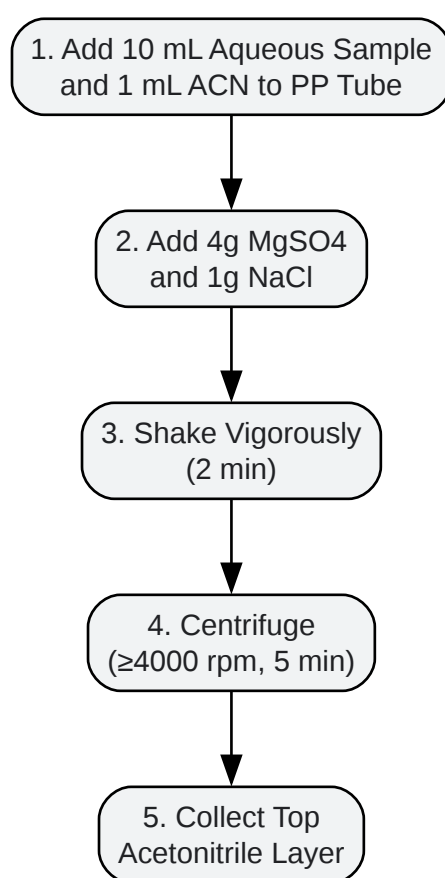 1. Add 10 mL Aqueous Sample
and 1 mL ACN to PP Tube
2. Add 4g MgSO4
and 1g NaCl
3. Shake Vigorously
(2 min)
4. Centrifuge
(≥4000 rpm, 5 min)
5. Collect Top
Acetonitrile Layer